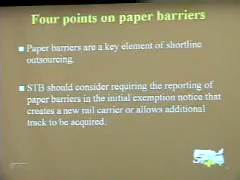 Four points on paper barriers
Paper barriers are a key element of shortline
outsourcing.
STB should consider requiring the reporting of
paper barriers in the initial exemption notice that
creates a new rail carrier or allows additional
track to be acquired.